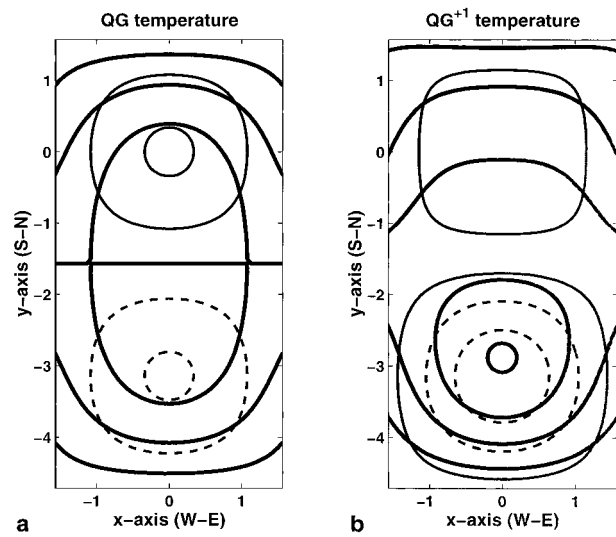 QG temperature
QG+1 temperature
y-axis (S-N)
1
0
-1
-2
-3
-4
-1
0
1
a
x-axis (W-E)
y-axis (S-N)
1
0
-1
-2
-3
-4
-1
0
1
b
x-axis (W-E)